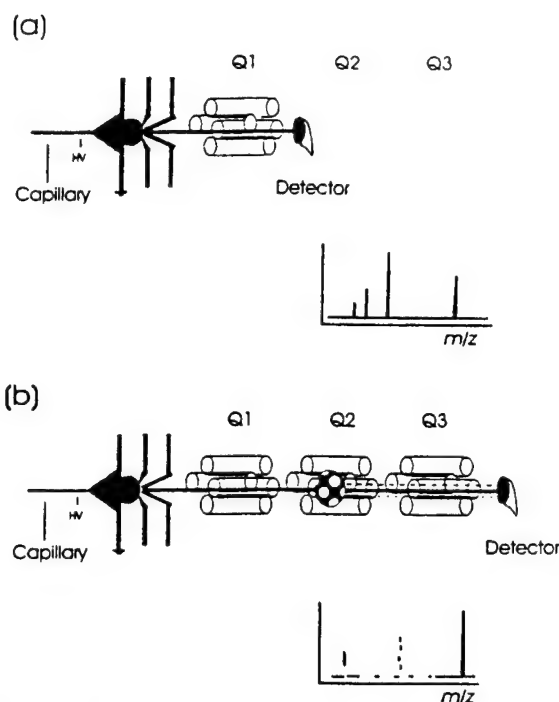 (a)
Q1 Q2 Q3
HV
Capillary
Detector
m/z
(b)
Q1 Q2 Q3
HV
Capillary
Detector
m/z